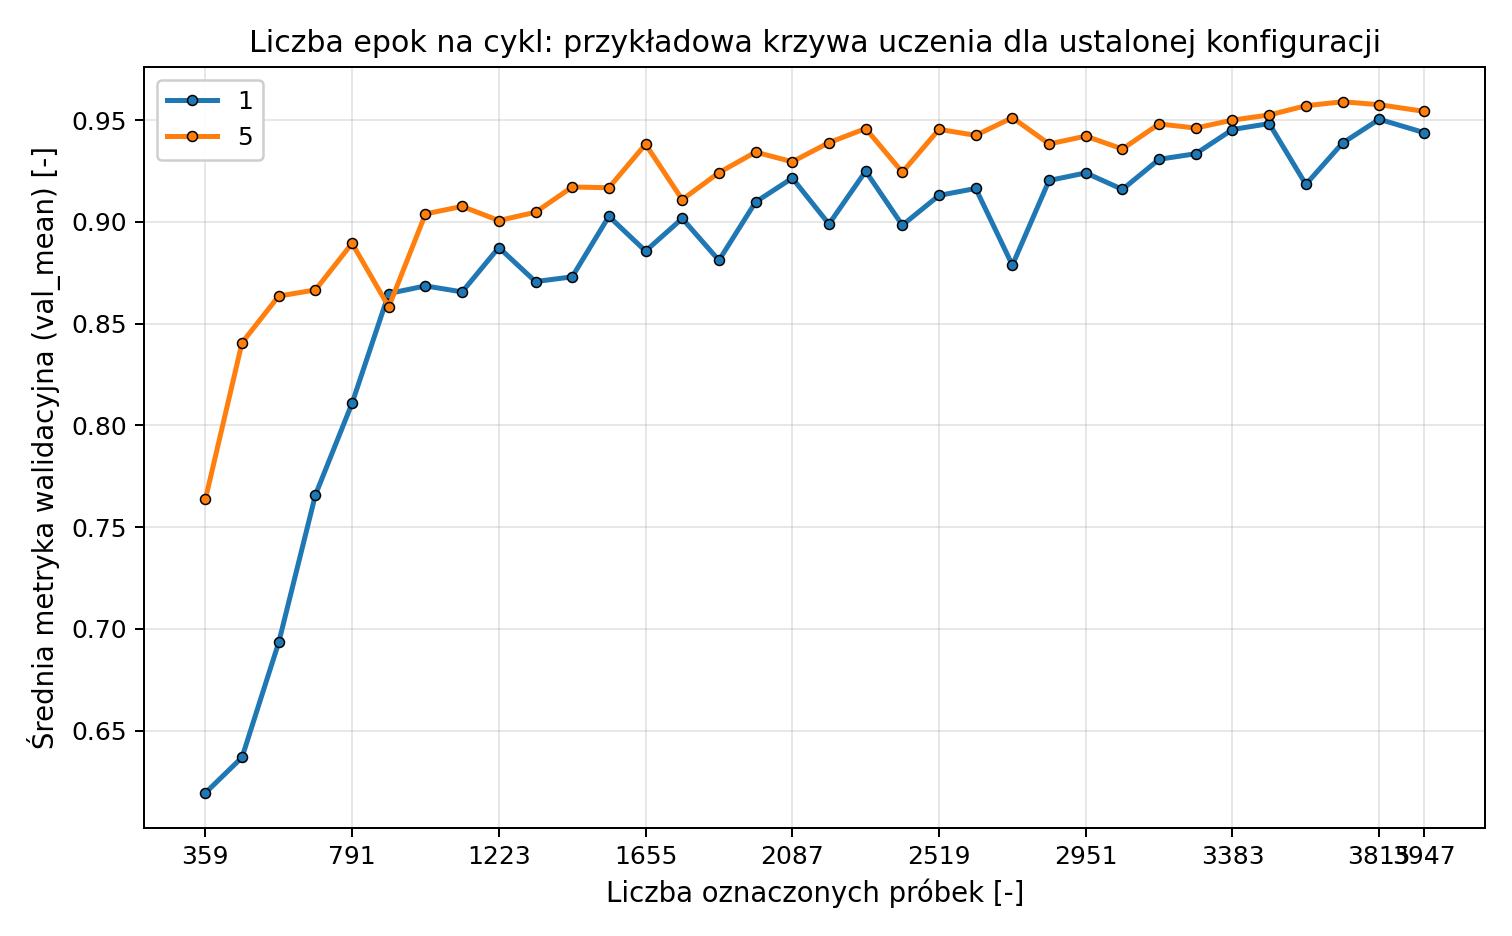 Liczba epok na cykl: przykładowa krzywa uczenia dla ustalonej konfiguracji
1
5
0.95
0.90
0.85
0.80
0.75
0.70
0.65
Średnia metryka walidacyjna (val_mean) [-]
359 791 1223 1655 2087 2519 2951 3383 3815 3947
Liczba oznaczonych próbek [-]